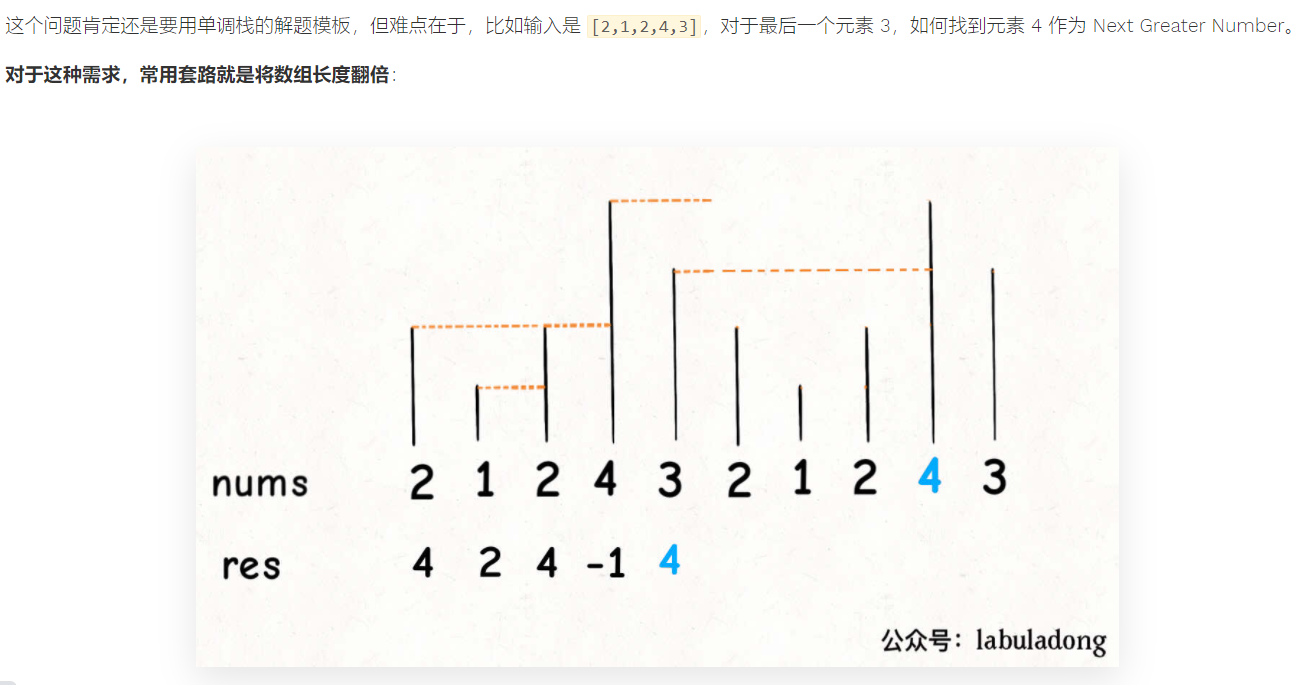 这个问题肯定还是要用单调栈的解题模板，但难点在于，比如输入是 [2,1,2,4,3]，对于最后一个元素 3，如何找到元素 4 作为 Next Greater Number。
对于这种需求，常用套路就是将数组长度翻倍：
nums 2 1 2 4 3 2 1 2 4 3
res 4 2 4 -1 4
公众号：labuladong